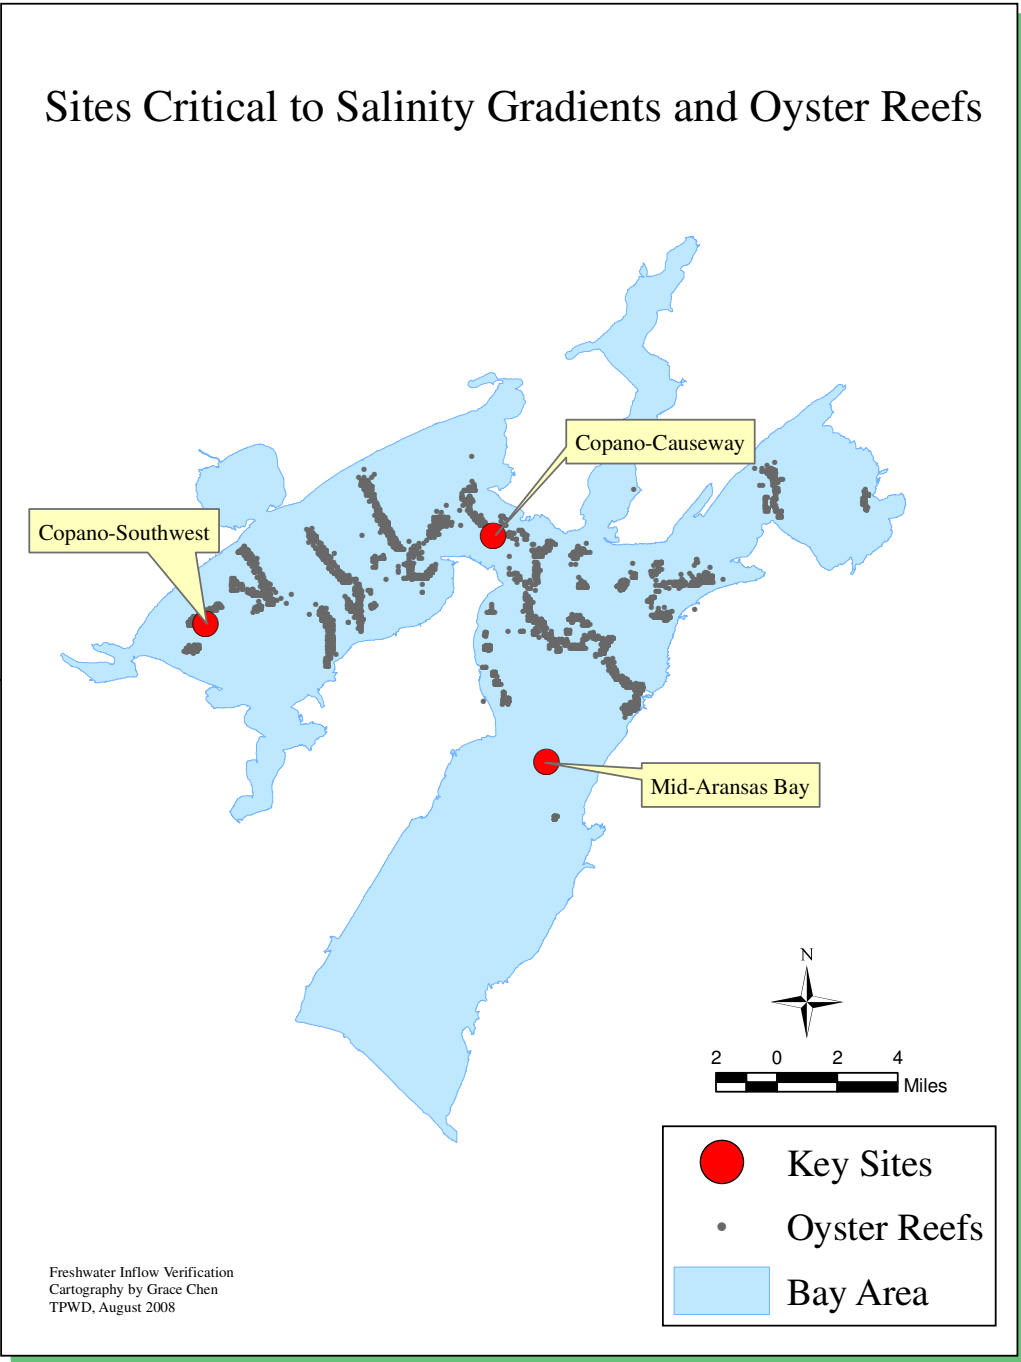 Sites Critical to Salinity Gradients and Oyster Reefs
Copano-Causeway
Copano-Southwest
Mid-Aransas Bay
N
2 0 2 4
Miles
Key Sites
Oyster Reefs
Bay Area
Freshwater Inflow Verification
Cartography by Grace Chen
TPWD, August 2008